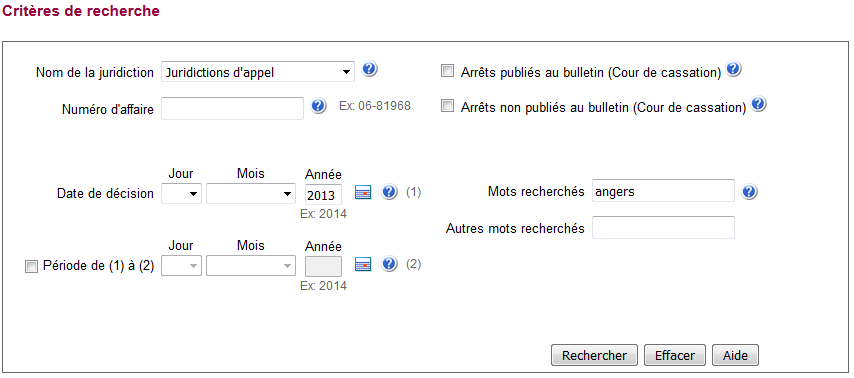 Critères de recherche
Nom de la juridiction Juridictions d'appel ? Arrêts publiés au bulletin (Cour de cassation) ?
Numéro d'affaire ? Ex: 06-81968 Arrêts non publiés au bulletin (Cour de cassation) ?
Jour Mois Année
Date de décision 2013 ? (1) Mots recherchés angers ?
Ex: 2014
Autres mots recherchés
Jour Mois Année
Période de (1) à (2) ? (2)
Ex: 2014
Rechercher Effacer Aide